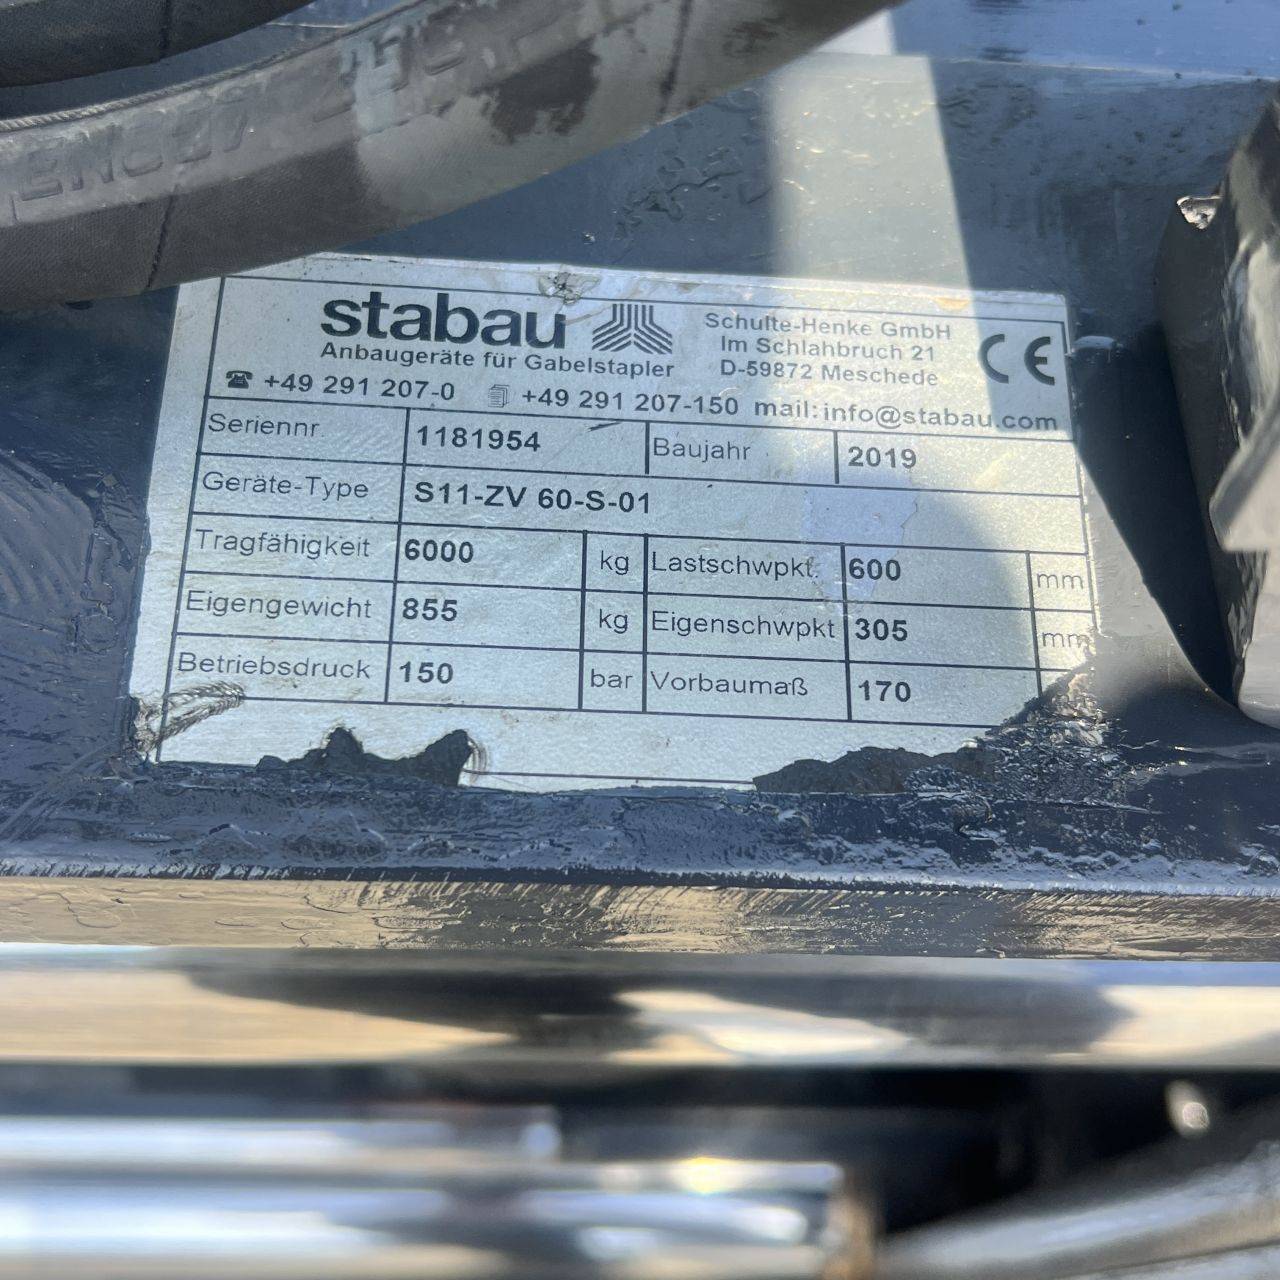 stabau
Anbaugeräte für Gabelstapler
Schulte-Henke GmbH
Im Schlahbruch 21
D-59872 Meschede
CE
+49 291 207-0 +49 291 207-150 mail:info@stabau.com
Seriennr. 1181954 Baujahr 2019
Geräte-Type S11-ZV 60-S-01
Tragfähigkeit 6000 kg Lastschwpkt. 600 mm
Eigengewicht 855 kg Eigenschwpkt 305 mm
Betriebsdruck 150 bar Vorbaumaß 170